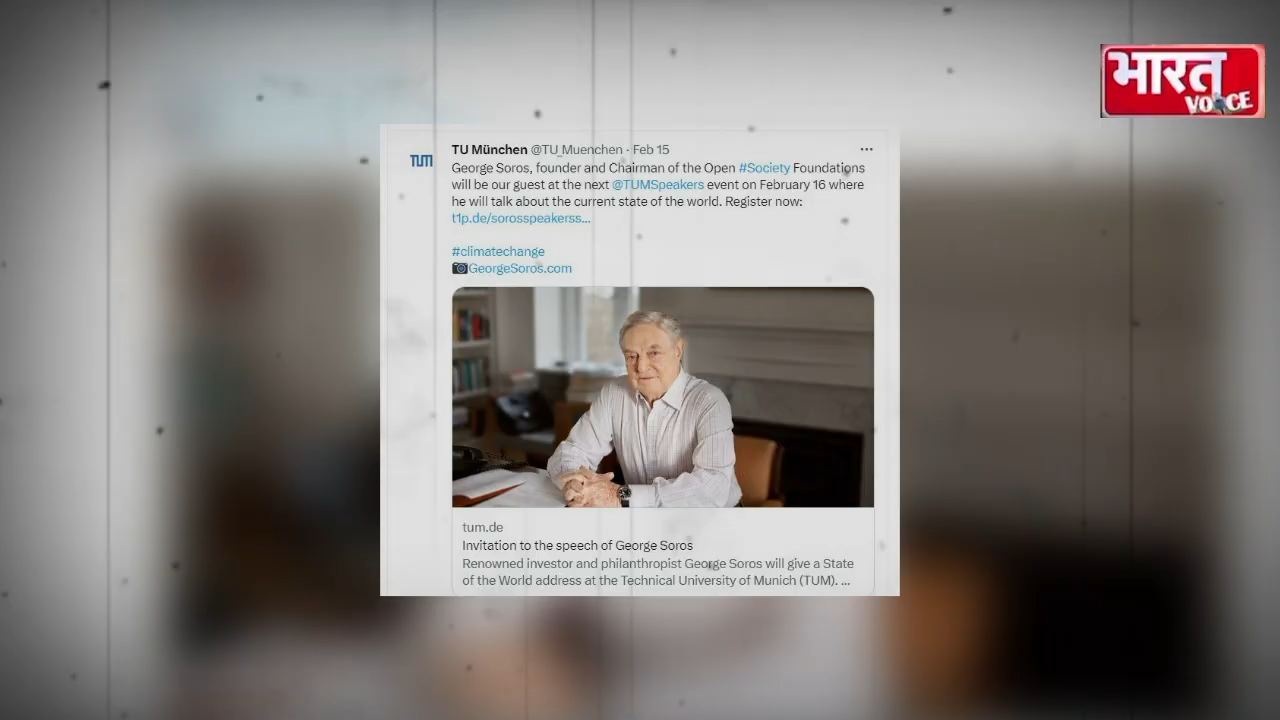 भारत
VOICE
TUM
TU München @TU_Muenchen · Feb 15
George Soros, founder and Chairman of the Open #Society Foundations
will be our guest at the next @TUMSpeakers event on February 16 where
he will talk about the current state of the world. Register now:
t1p.de/sorosspeakerss...
#climatechange
GeorgeSoros.com
tum.de
Invitation to the speech of George Soros
Renowned investor and philanthropist George Soros will give a State
of the World address at the Technical University of Munich (TUM). ...